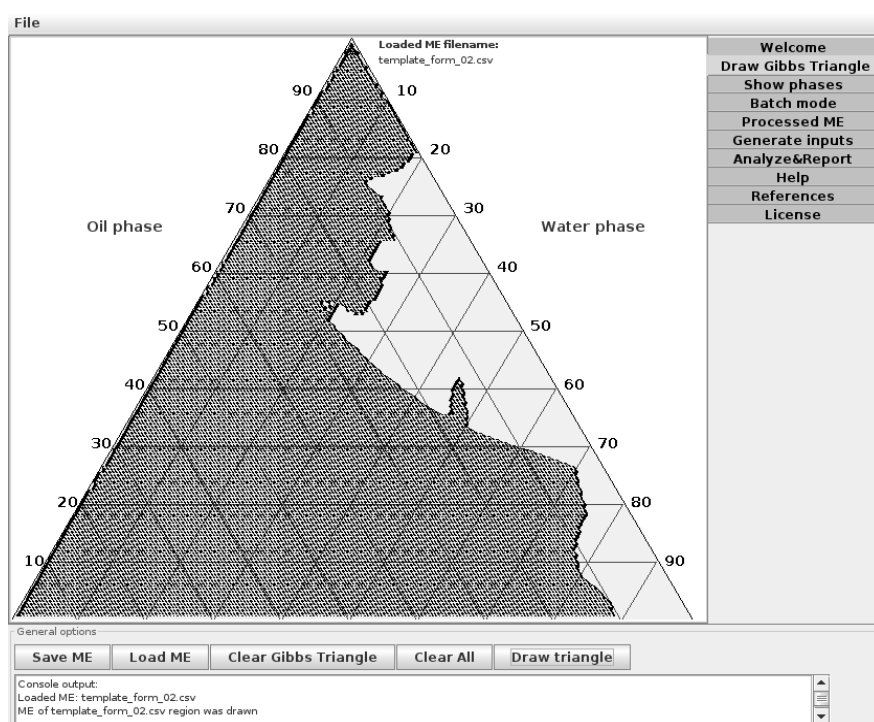 File
Loaded ME filename:
template_form_02.csv
Welcome
Draw Gibbs Triangle
Show phases
Batch mode
Processed ME
Generate inputs
Analyze&Report
Help
References
License
90 10
80 20
70 30
Oil phase Water phase
60 40
50 50
40 60
30 70
20 80
10 90
General options
Save ME Load ME Clear Gibbs Triangle Clear All Draw triangle
Console output:
Loaded ME: template_form_02.csv
ME of template_form_02.csv region was drawn